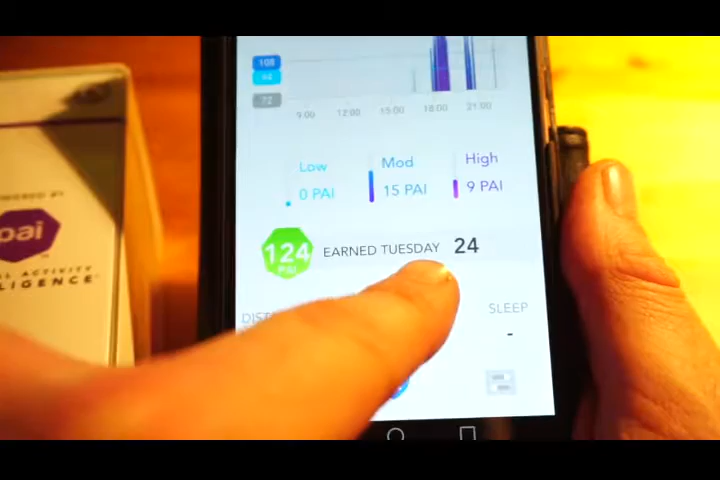 108
94
72
9:00 12:00 15:00 18:00 21:00
Low Mod High
0 PAI 15 PAI 9 PAI
124
PAI
EARNED TUESDAY 24
SLEEP
-
pai